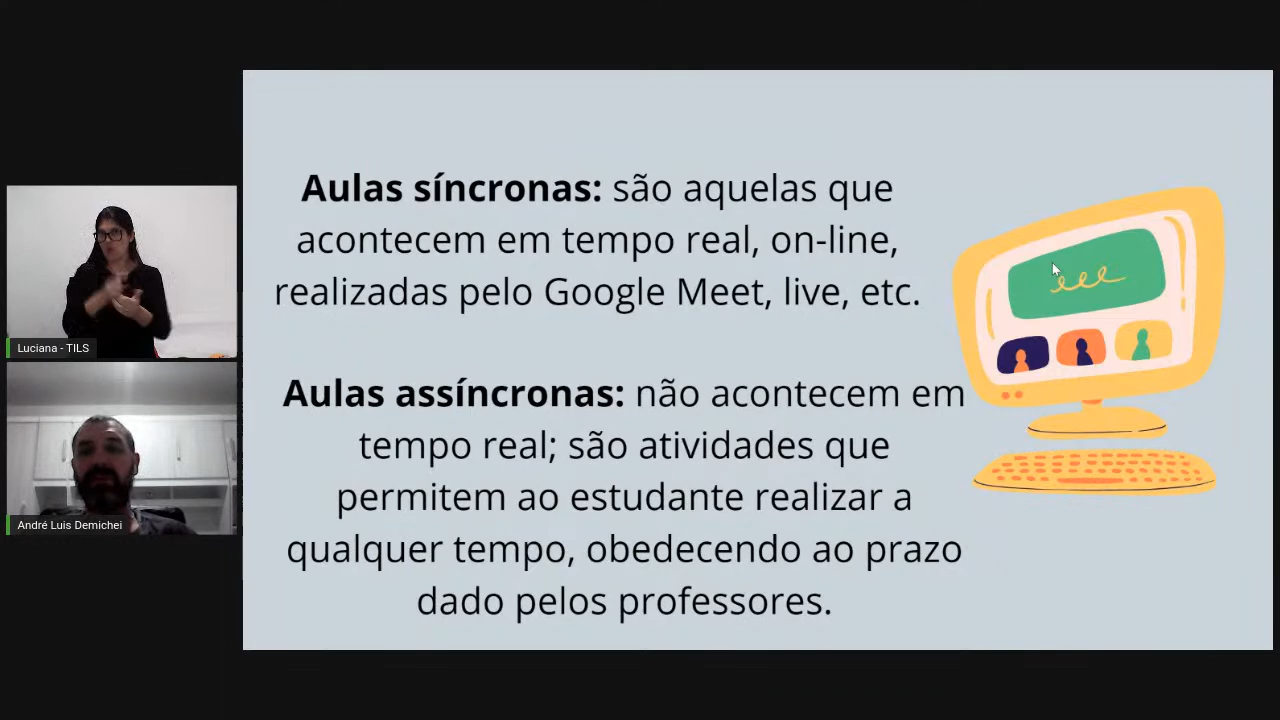 Aulas síncronas: são aquelas que
acontecem em tempo real, on-line,
realizadas pelo Google Meet, live, etc.
Aulas assíncronas: não acontecem em
tempo real; são atividades que
permitem ao estudante realizar a
qualquer tempo, obedecendo ao prazo
dado pelos professores.
Luciana - TILS
André Luis Demichei